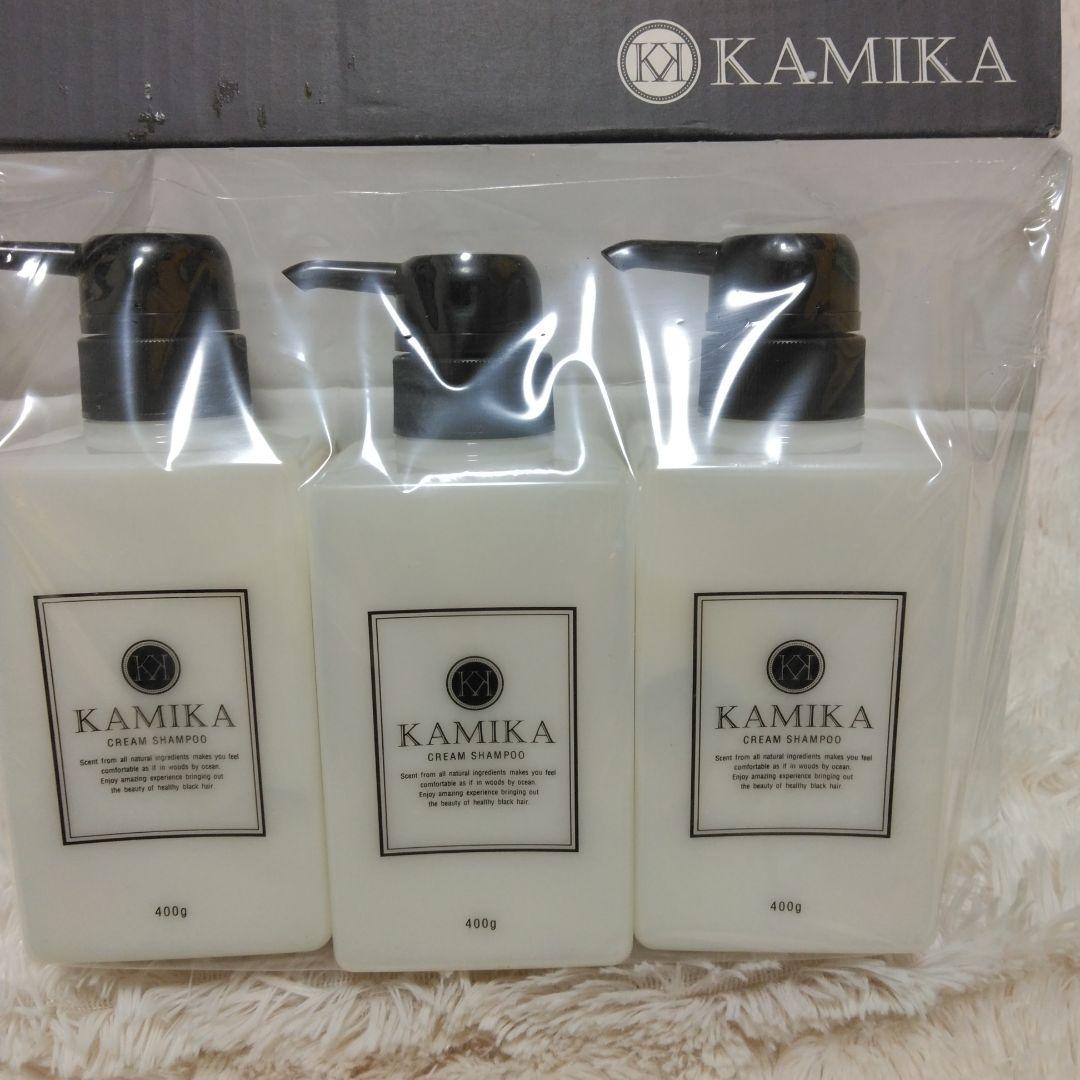 KK KAMIKA
KK
KAMIKA
CREAM SHAMPOO
Scent from all natural ingredients makes you feel
comfortable as if in woods by ocean.
Enjoy amazing experience bringing out
the beauty of healthy black hair.
400g
KK
KAMIKA
CREAM SHAMPOO
Scent from all natural ingredients makes you feel
comfortable as if in woods by ocean.
Enjoy amazing experience bringing out
the beauty of healthy black hair.
400g
KK
KAMIKA
CREAM SHAMPOO
Scent from all natural ingredients makes you feel
comfortable as if in woods by ocean.
Enjoy amazing experience bringing out
the beauty of healthy black hair.
400g